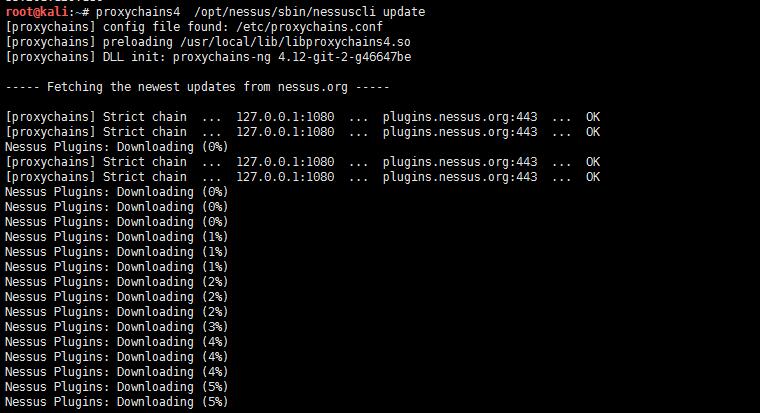 root@kali:~# proxychains4  /opt/nessus/sbin/nessuscli update
[proxychains] config file found: /etc/proxychains.conf
[proxychains] preloading /usr/local/lib/libproxychains4.so
[proxychains] DLL init: proxychains-ng 4.12-git-2-g46647be
----- Fetching the newest updates from nessus.org -----
[proxychains] Strict chain  ...  127.0.0.1:1080  ...  plugins.nessus.org:443  ...  OK
[proxychains] Strict chain  ...  127.0.0.1:1080  ...  plugins.nessus.org:443  ...  OK
Nessus Plugins: Downloading (0%)
[proxychains] Strict chain  ...  127.0.0.1:1080  ...  plugins.nessus.org:443  ...  OK
[proxychains] Strict chain  ...  127.0.0.1:1080  ...  plugins.nessus.org:443  ...  OK
Nessus Plugins: Downloading (0%)
Nessus Plugins: Downloading (0%)
Nessus Plugins: Downloading (0%)
Nessus Plugins: Downloading (1%)
Nessus Plugins: Downloading (1%)
Nessus Plugins: Downloading (1%)
Nessus Plugins: Downloading (2%)
Nessus Plugins: Downloading (2%)
Nessus Plugins: Downloading (2%)
Nessus Plugins: Downloading (3%)
Nessus Plugins: Downloading (4%)
Nessus Plugins: Downloading (4%)
Nessus Plugins: Downloading (4%)
Nessus Plugins: Downloading (5%)
Nessus Plugins: Downloading (5%)